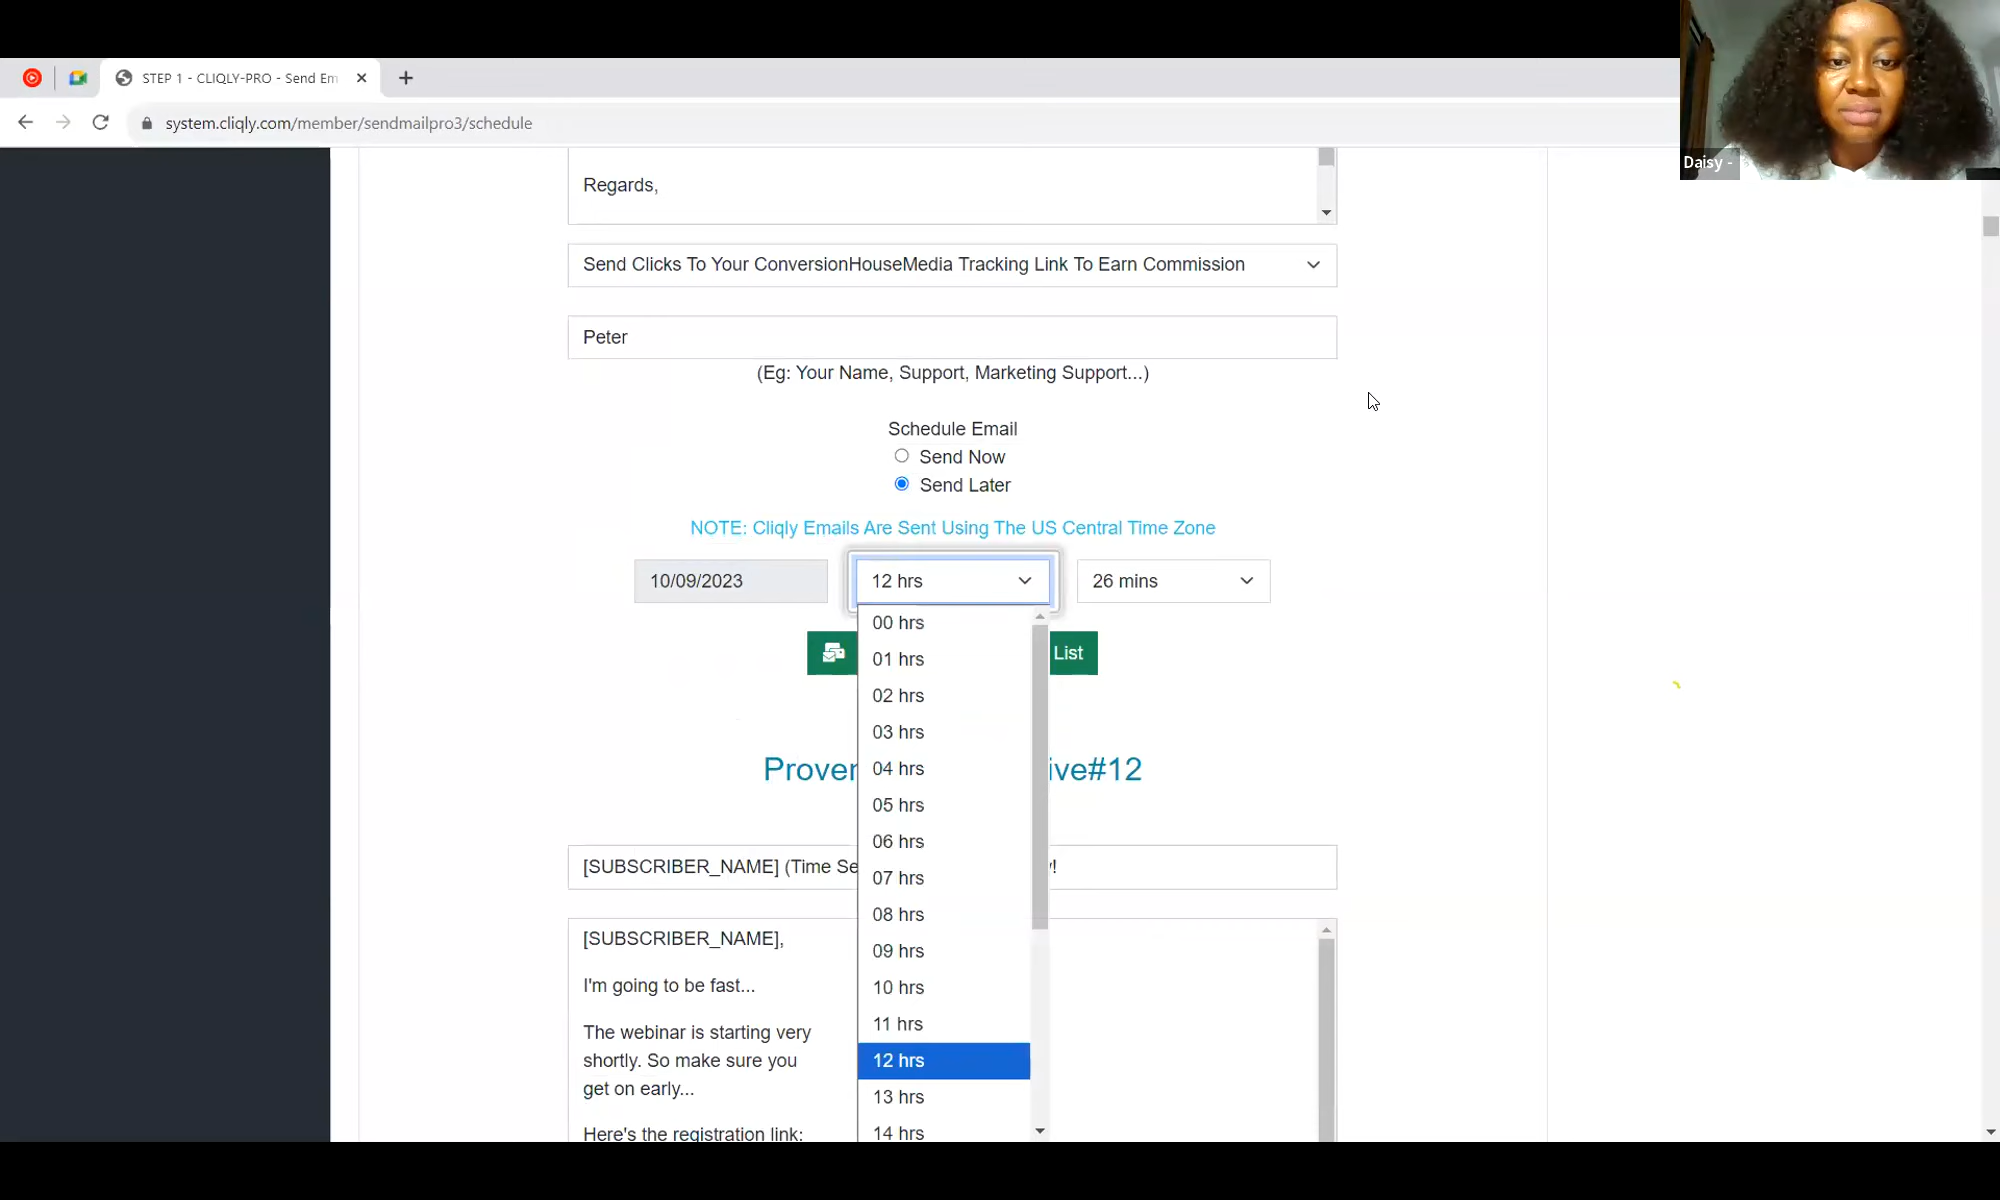 STEP 1 - CLIQLY-PRO - Send Em
system.cliqly.com/member/sendmailpro3/schedule
Daisy -
Regards,
Send Clicks To Your ConversionHouseMedia Tracking Link To Earn Commission
Peter
(Eg: Your Name, Support, Marketing Support...)
Schedule Email
Send Now
Send Later
NOTE: Cliqly Emails Are Sent Using The US Central Time Zone
10/09/2023
12 hrs
26 mins
00 hrs
01 hrs
02 hrs
03 hrs
04 hrs
05 hrs
06 hrs
07 hrs
08 hrs
09 hrs
10 hrs
11 hrs
12 hrs
13 hrs
14 hrs
List
#12
[SUBSCRIBER_NAME] (Time
[SUBSCRIBER_NAME],
I'm going to be fast...
The webinar is starting very
shortly. So make sure you
get on early...
Here's the registration link: